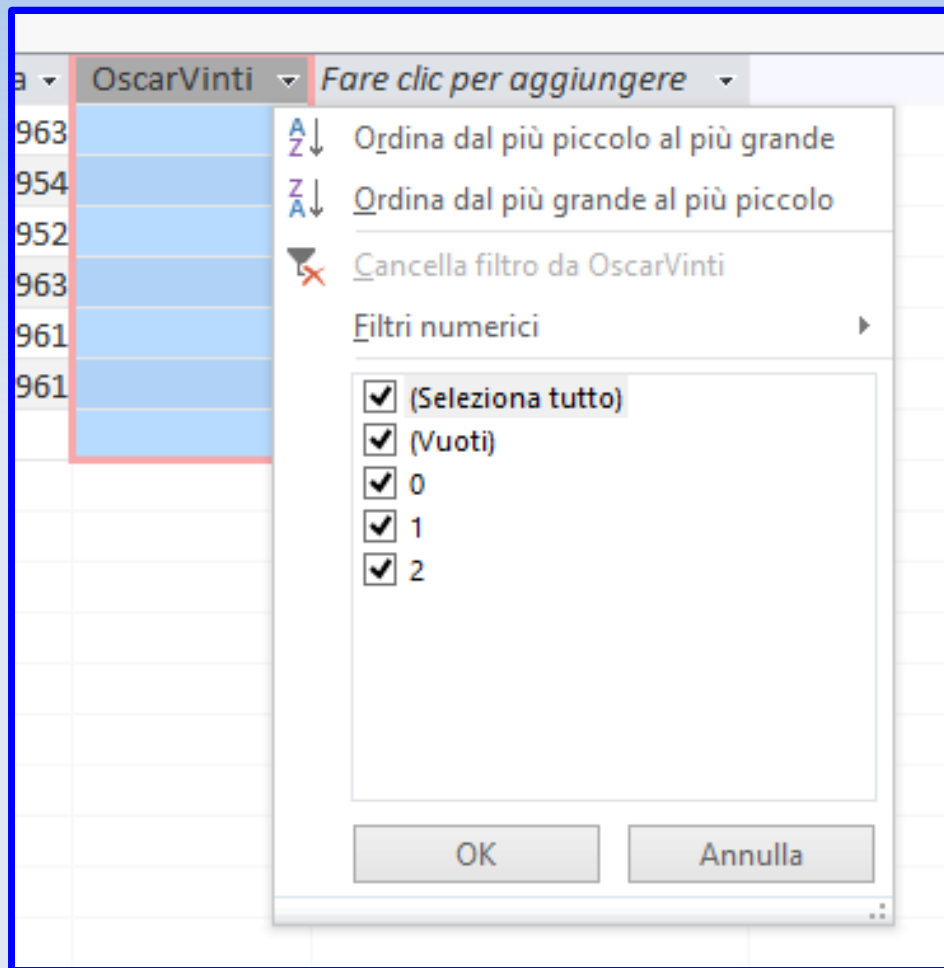 a OscarVinti Fare clic per aggiungere
963
954
952
963
961
961
Ordina dal più piccolo al più grande
Ordina dal più grande al più piccolo
Cancella filtro da OscarVinti
Filtri numerici
(Seleziona tutto)
(Vuoti)
0
1
2
OK Annulla